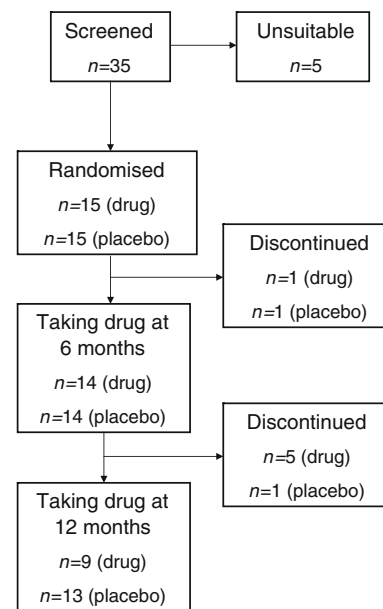 Screened
n=35
Unsuitable
n=5
Randomised
n=15 (drug)
n=15 (placebo)
Discontinued
n=1 (drug)
n=1 (placebo)
Taking drug at
6 months
n=14 (drug)
n=14 (placebo)
Discontinued
n=5 (drug)
n=1 (placebo)
Taking drug at
12 months
n=9 (drug)
n=13 (placebo)